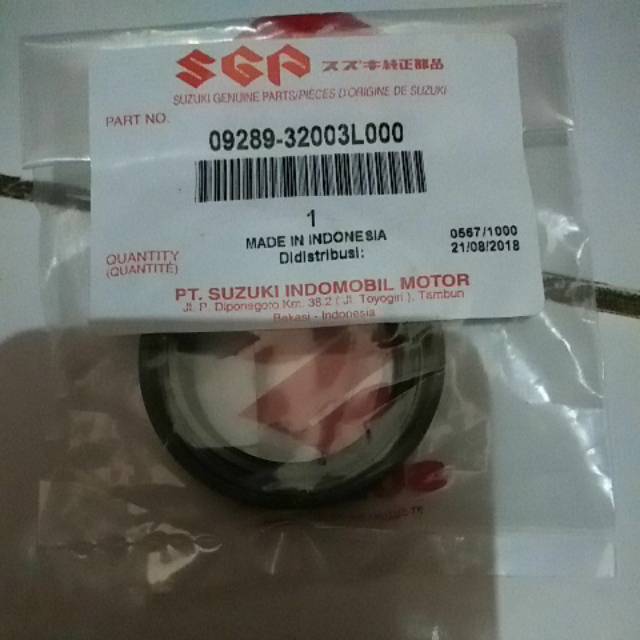 SGP スズキ純正部品
SUZUKI GENUINE PARTS/PIÈCES D'ORIGINE DE SUZUKI
PART NO.
09289-32003L000
1
MADE IN INDONESIA
Didistribusi:
0567/1000
21/08/2018
QUANTITY
(QUANTITÉ)
PT. SUZUKI INDOMOBIL MOTOR
Jl. P. Diponegoro Km. 38.2 ( Jl. Toyogiri ). Tambun
Bekasi - Indonesia